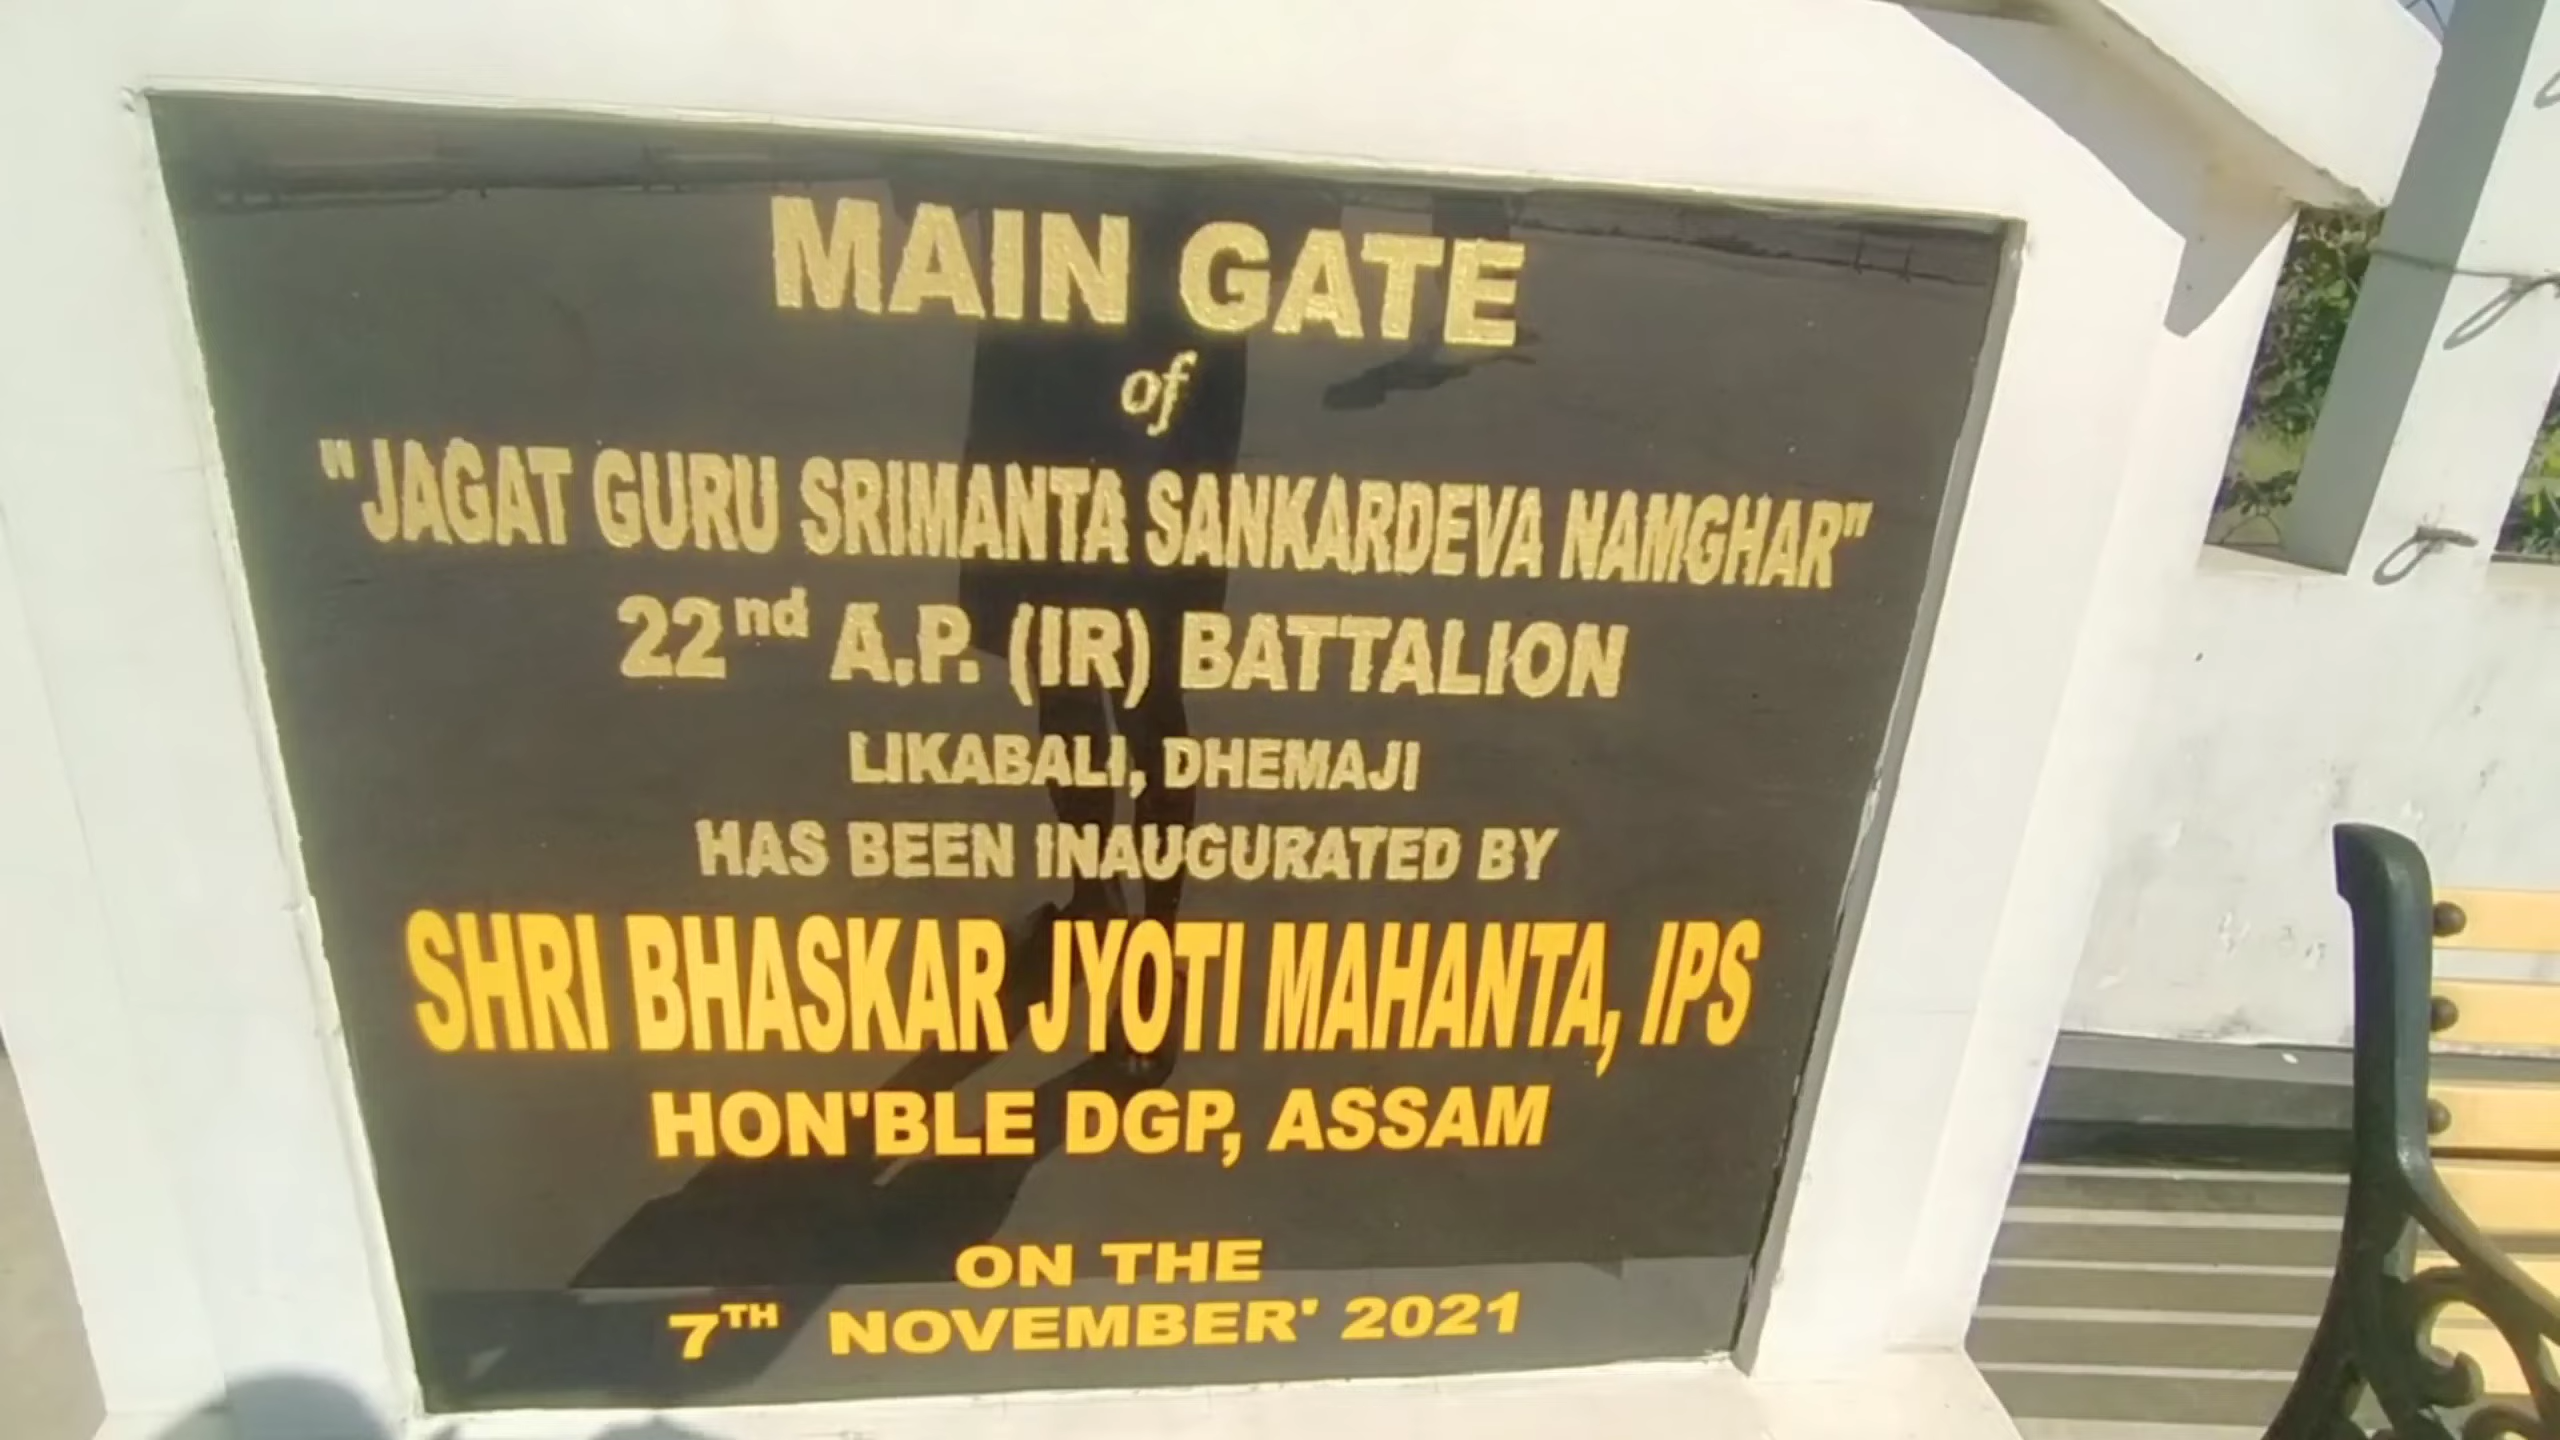 MAIN GATE
of
"JAGAT GURU SRIMANTA SANKARDEVA NAMGHAR"
22nd A.P. (IR) BATTALION
LIKABALI, DHEMAJI
HAS BEEN INAUGURATED BY
SHRI BHASKAR JYOTI MAHANTA, IPS
HON'BLE DGP, ASSAM
ON THE
7TH NOVEMBER' 2021